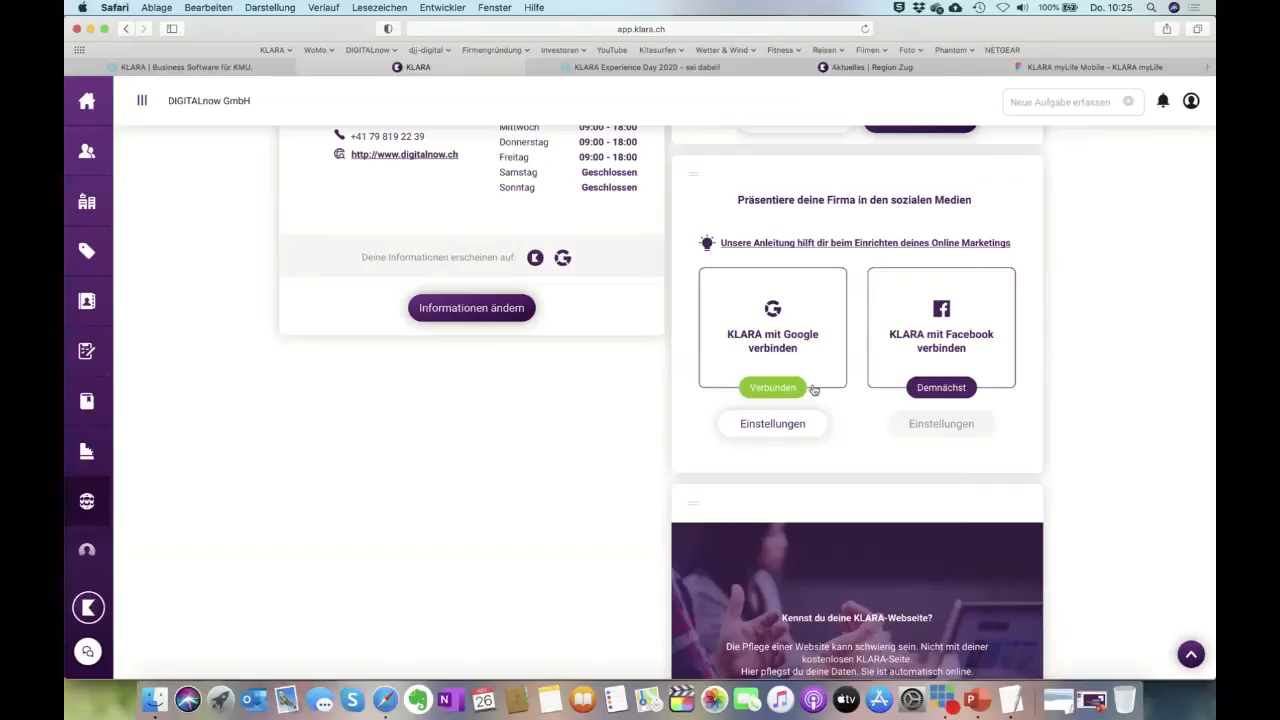 Safari Ablage Bearbeiten Darstellung Verlauf Lesezeichen Entwickler Fenster Hilfe 100% Do. 10:25
app.klara.ch
KLARA WoMo DIGITALnow djj-digital Firmengründung Investoren YouTube Kitesurfen Wetter & Wind Fitness Reisen Filmen Foto Phantom NETGEAR
KLARA | Business Software für KMU. KLARA KLARA Experience Day 2020 - sei dabei! Aktuelles | Region Zug KLARA myLife Mobile - KLARA myLife
DIGITALnow GmbH
Neue Aufgabe erfassen
+41 79 819 22 39
http://www.digitalnow.ch
Mittwoch 09:00 - 18:00
Donnerstag 09:00 - 18:00
Freitag 09:00 - 18:00
Samstag Geschlossen
Sonntag Geschlossen
Deine Informationen erscheinen auf:
Informationen ändern
Präsentiere deine Firma in den sozialen Medien
Unsere Anleitung hilft dir beim Einrichten deines Online Marketings
KLARA mit Google
verbinden
Verbunden
Einstellungen
KLARA mit Facebook
verbinden
Demnächst
Einstellungen
Kennst du deine KLARA-Webseite?
Die Pflege einer Website kann schwierig sein. Nicht mit deiner
kostenlosen KLARA-Seite.
Hier pflegst du deine Daten. Sie ist automatisch online.
26
tv